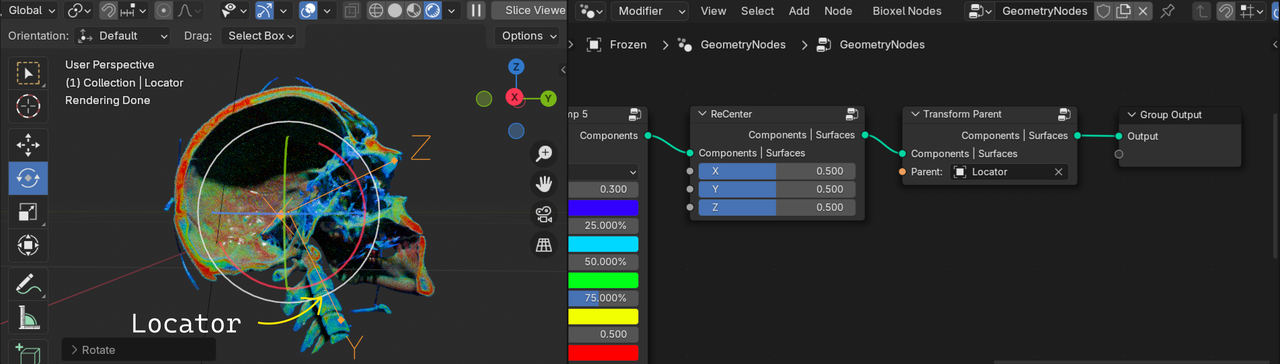 Global
Slice Viewe
Orientation: Default Drag: Select Box
Options
User Perspective
(1) Collection | Locator
Rendering Done
Z
X
Y
Z
Y
Locator
Rotate
Modifier View Select Add Node Bioxel Nodes GeometryNodes
Frozen GeometryNodes GeometryNodes
mp 5
Components
0.300
25.000%
50.000%
75.000%
0.500
ReCenter
Components | Surfaces
Components | Surfaces
X 0.500
Y 0.500
Z 0.500
Transform Parent
Components | Surfaces
Components | Surfaces
Parent: Locator
Group Output
Output